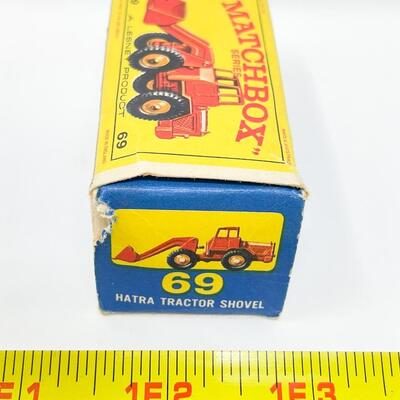 "MATCHBOX"
SERIES
A LESNEY PRODUCT
69
69
HATRA TRACTOR SHOVEL
1E1
1E2
1E3